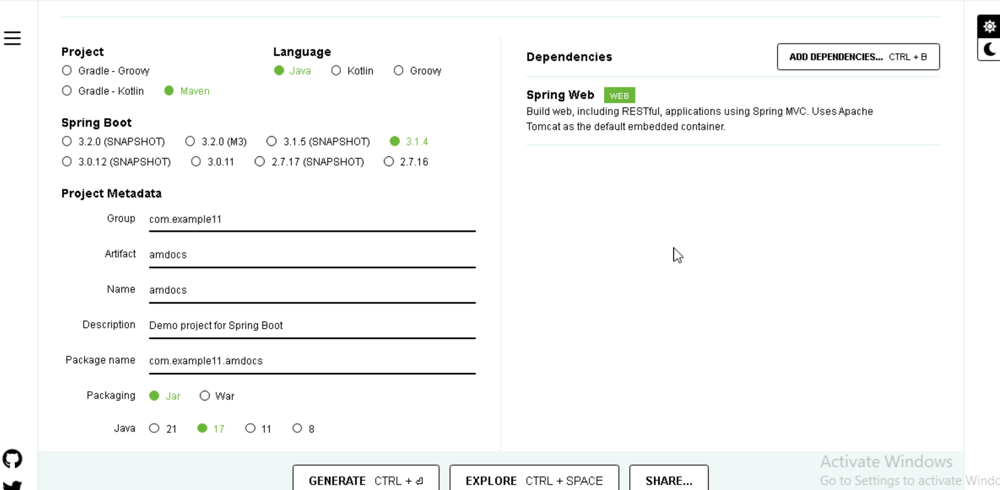 Project
Gradle - Groovy
Gradle - Kotlin Maven
Language
Java Kotlin Groovy
Spring Boot
3.2.0 (SNAPSHOT) 3.2.0 (M3) 3.1.5 (SNAPSHOT) 3.1.4
3.0.12 (SNAPSHOT) 3.0.11 2.7.17 (SNAPSHOT) 2.7.16
Project Metadata
Group com.example11
Artifact amdocs
Name amdocs
Description Demo project for Spring Boot
Package name com.example11.amdocs
Packaging Jar War
Java 21 17 11 8
Dependencies ADD DEPENDENCIES... CTRL + B
Spring Web WEB
Build web, including RESTful, applications using Spring MVC. Uses Apache
Tomcat as the default embedded container.
GENERATE CTRL + ⏎ EXPLORE CTRL + SPACE SHARE...
Activate Windows
Go to Settings to activate Windo